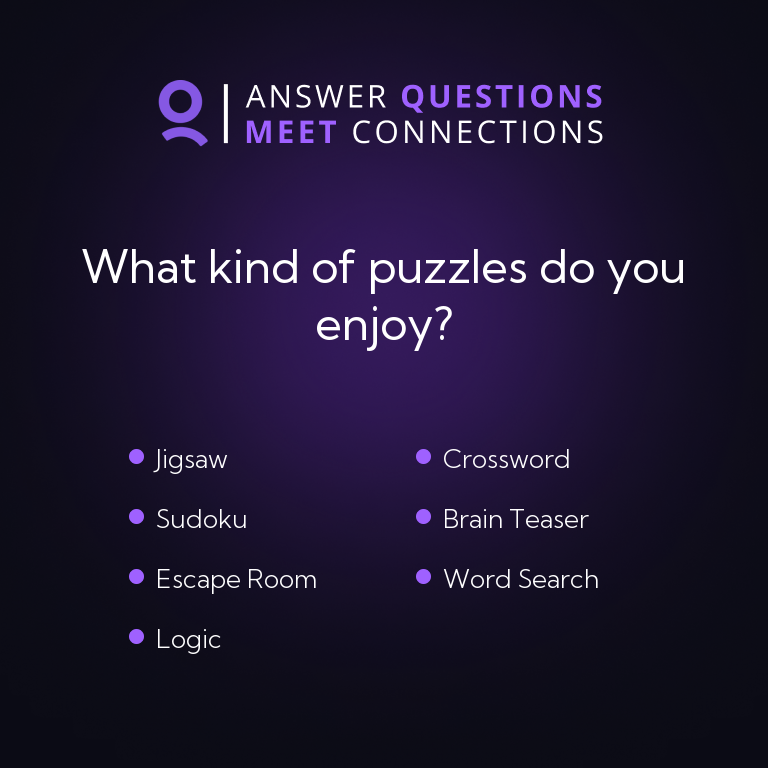 ANSWER QUESTIONS
MEET CONNECTIONS
What kind of puzzles do you
enjoy?
Jigsaw
Sudoku
Escape Room
Logic
Crossword
Brain Teaser
Word Search